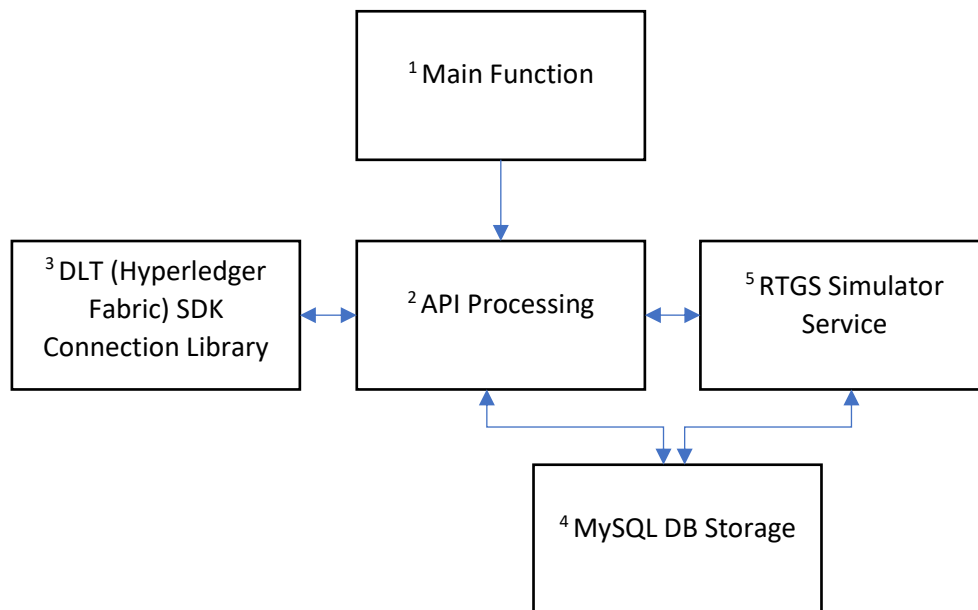 1 Main Function
3 DLT (Hyperledger
Fabric) SDK
Connection Library
2 API Processing
5 RTGS Simulator
Service
4 MySQL DB Storage